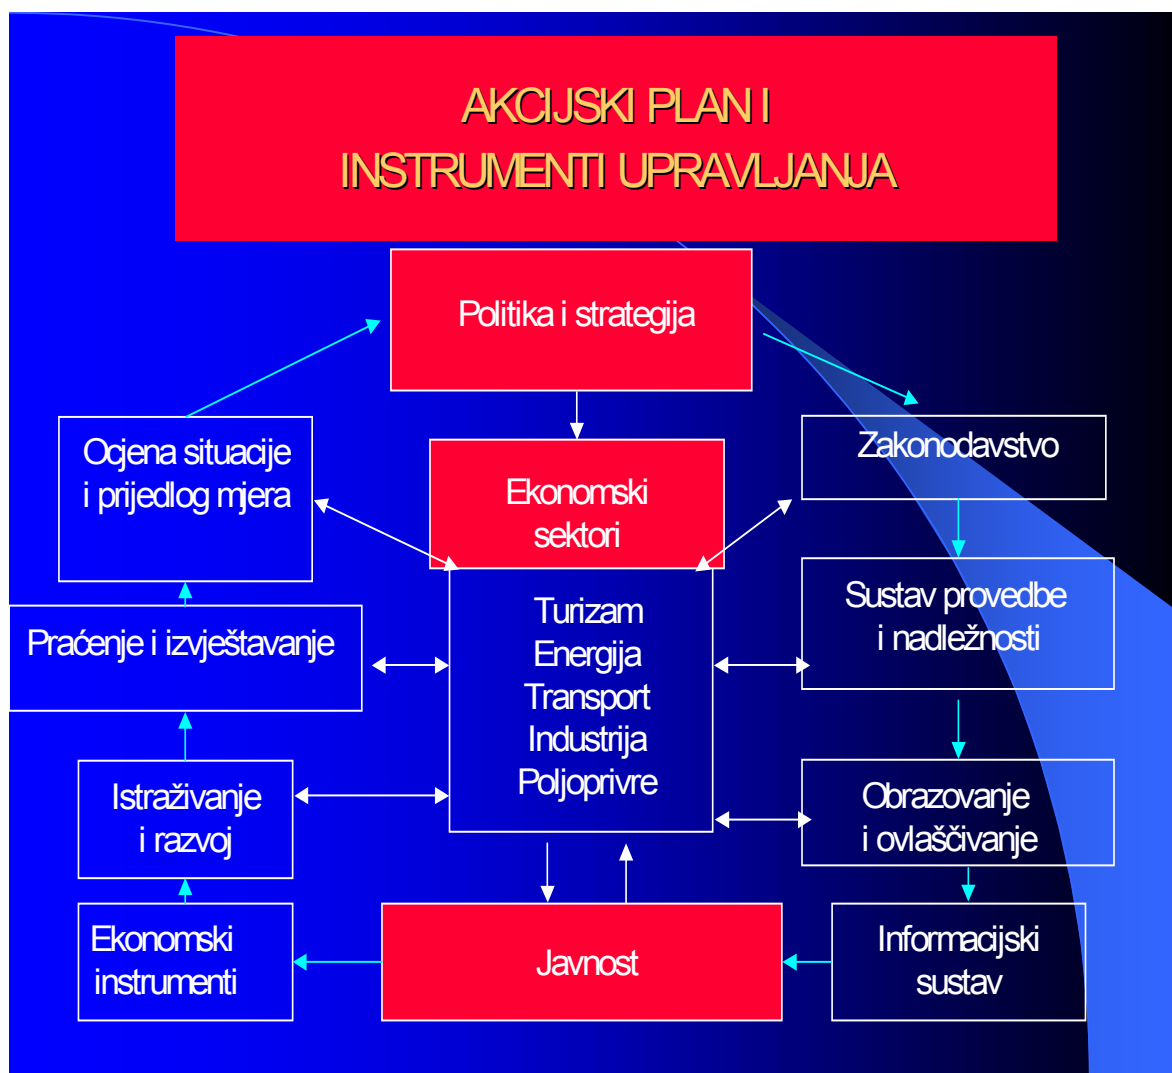 AKCIJSKI PLAN I
INSTRUMENTI UPRAVLJANJA
Politika i strategija
Ocjena situacije
i prijedlog mjera
Ekonomski
sektori
Zakonodavstvo
Praćenje i izvještavanje
Turizam
Energija
Transport
Industrija
Poljoprivre
Sustav provedbe
i nadležnosti
Istraživanje
i razvoj
Obrazovanje
i ovlaščivanje
Ekonomski
instrumenti
Javnost
Informacijski
sustav